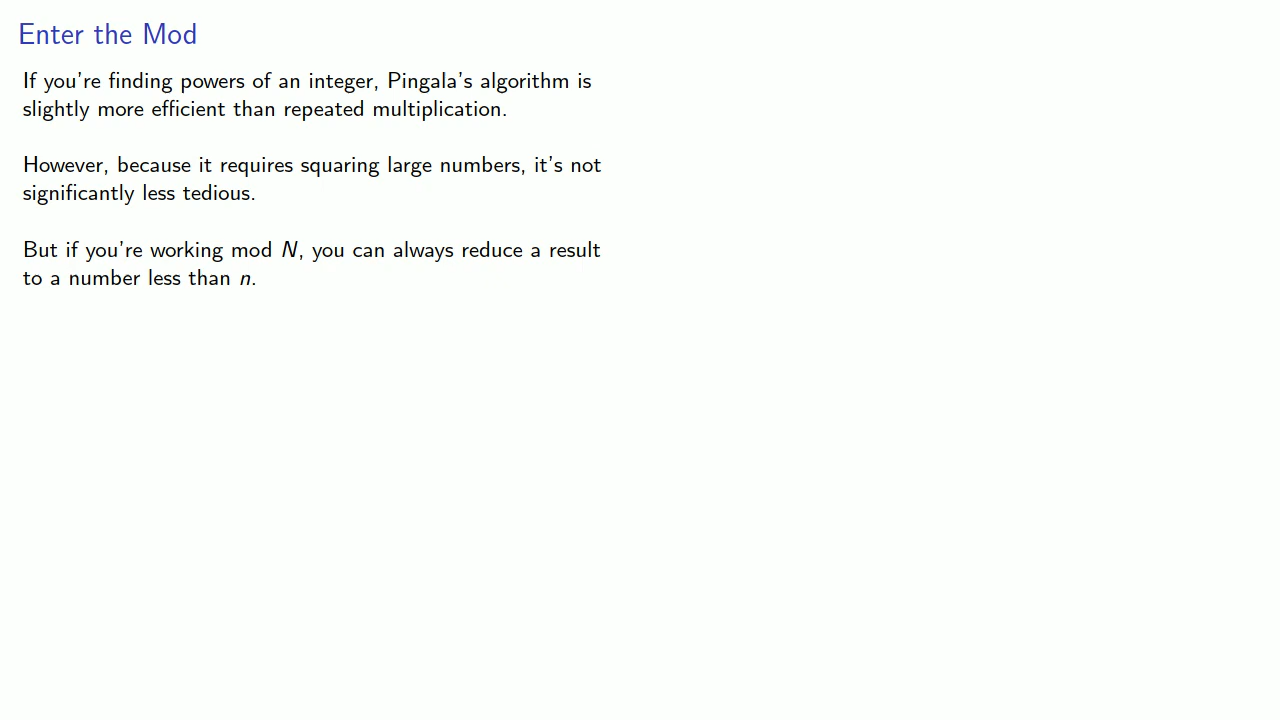 Enter the Mod
If you're finding powers of an integer, Pingala's algorithm is
slightly more efficient than repeated multiplication.
However, because it requires squaring large numbers, it's not
significantly less tedious.
But if you're working mod N, you can always reduce a result
to a number less than n.